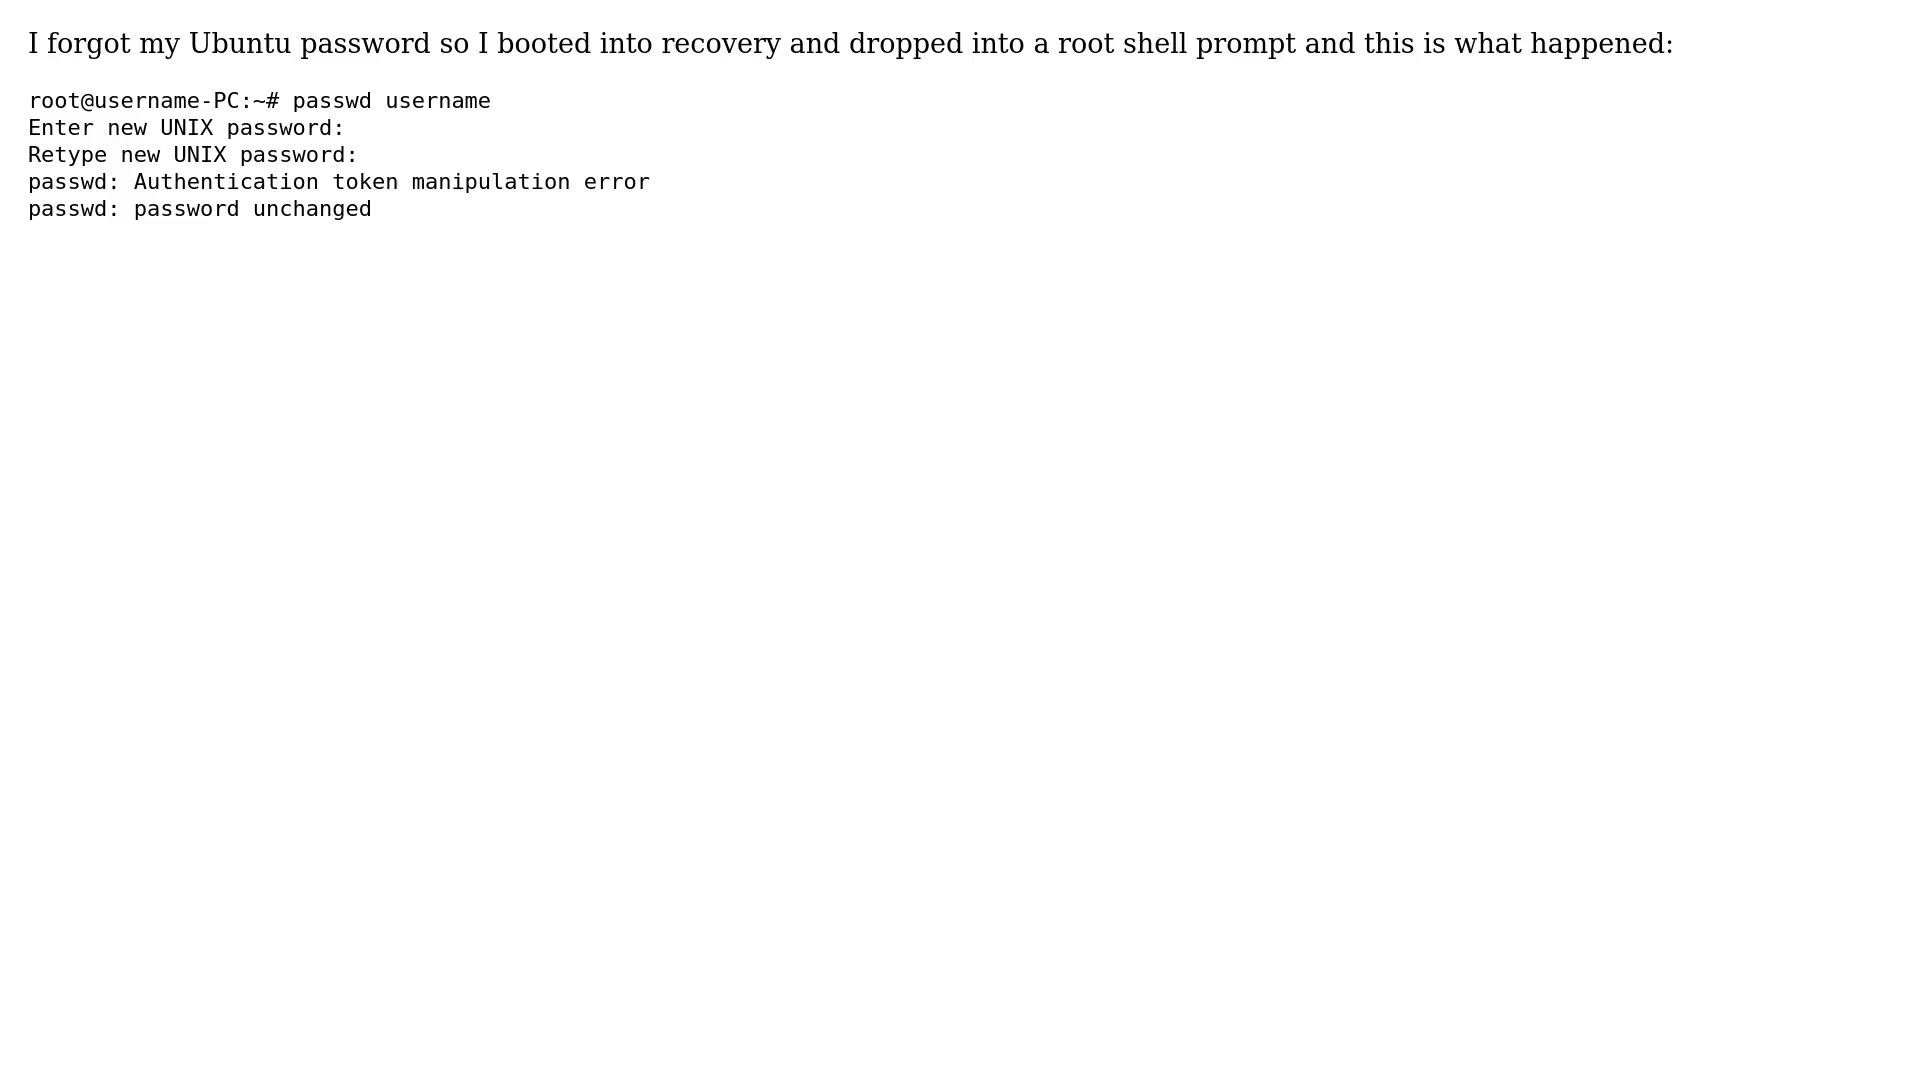 I forgot my Ubuntu password so I booted into recovery and dropped into a root shell prompt and this is what happened:
root@username-PC:~# passwd username
Enter new UNIX password:
Retype new UNIX password:
passwd: Authentication token manipulation error
passwd: password unchanged